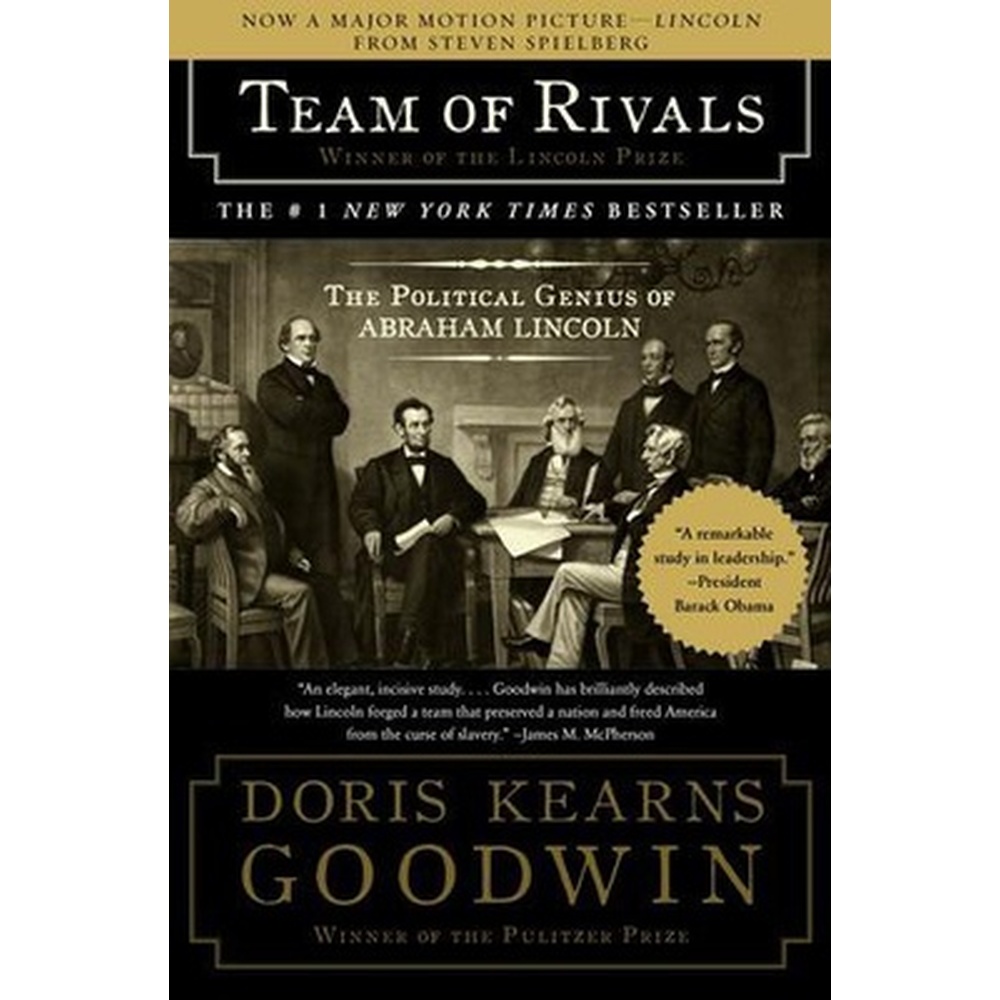 NOW A MAJOR MOTION PICTURE—LINCOLN
FROM STEVEN SPIELBERG
TEAM OF RIVALS
WINNER OF THE LINCOLN PRIZE
THE # 1 NEW YORK TIMES BESTSELLER
THE POLITICAL GENIUS OF
ABRAHAM LINCOLN
"A remarkable
study in leadership."
–President
Barack Obama
"An elegant, incisive study. . . . Goodwin has brilliantly described
how Lincoln forged a team that preserved a nation and freed America
from the curse of slavery." –James M. McPherson
DORIS KEARNS
GOODWIN
WINNER OF THE PULITZER PRIZE